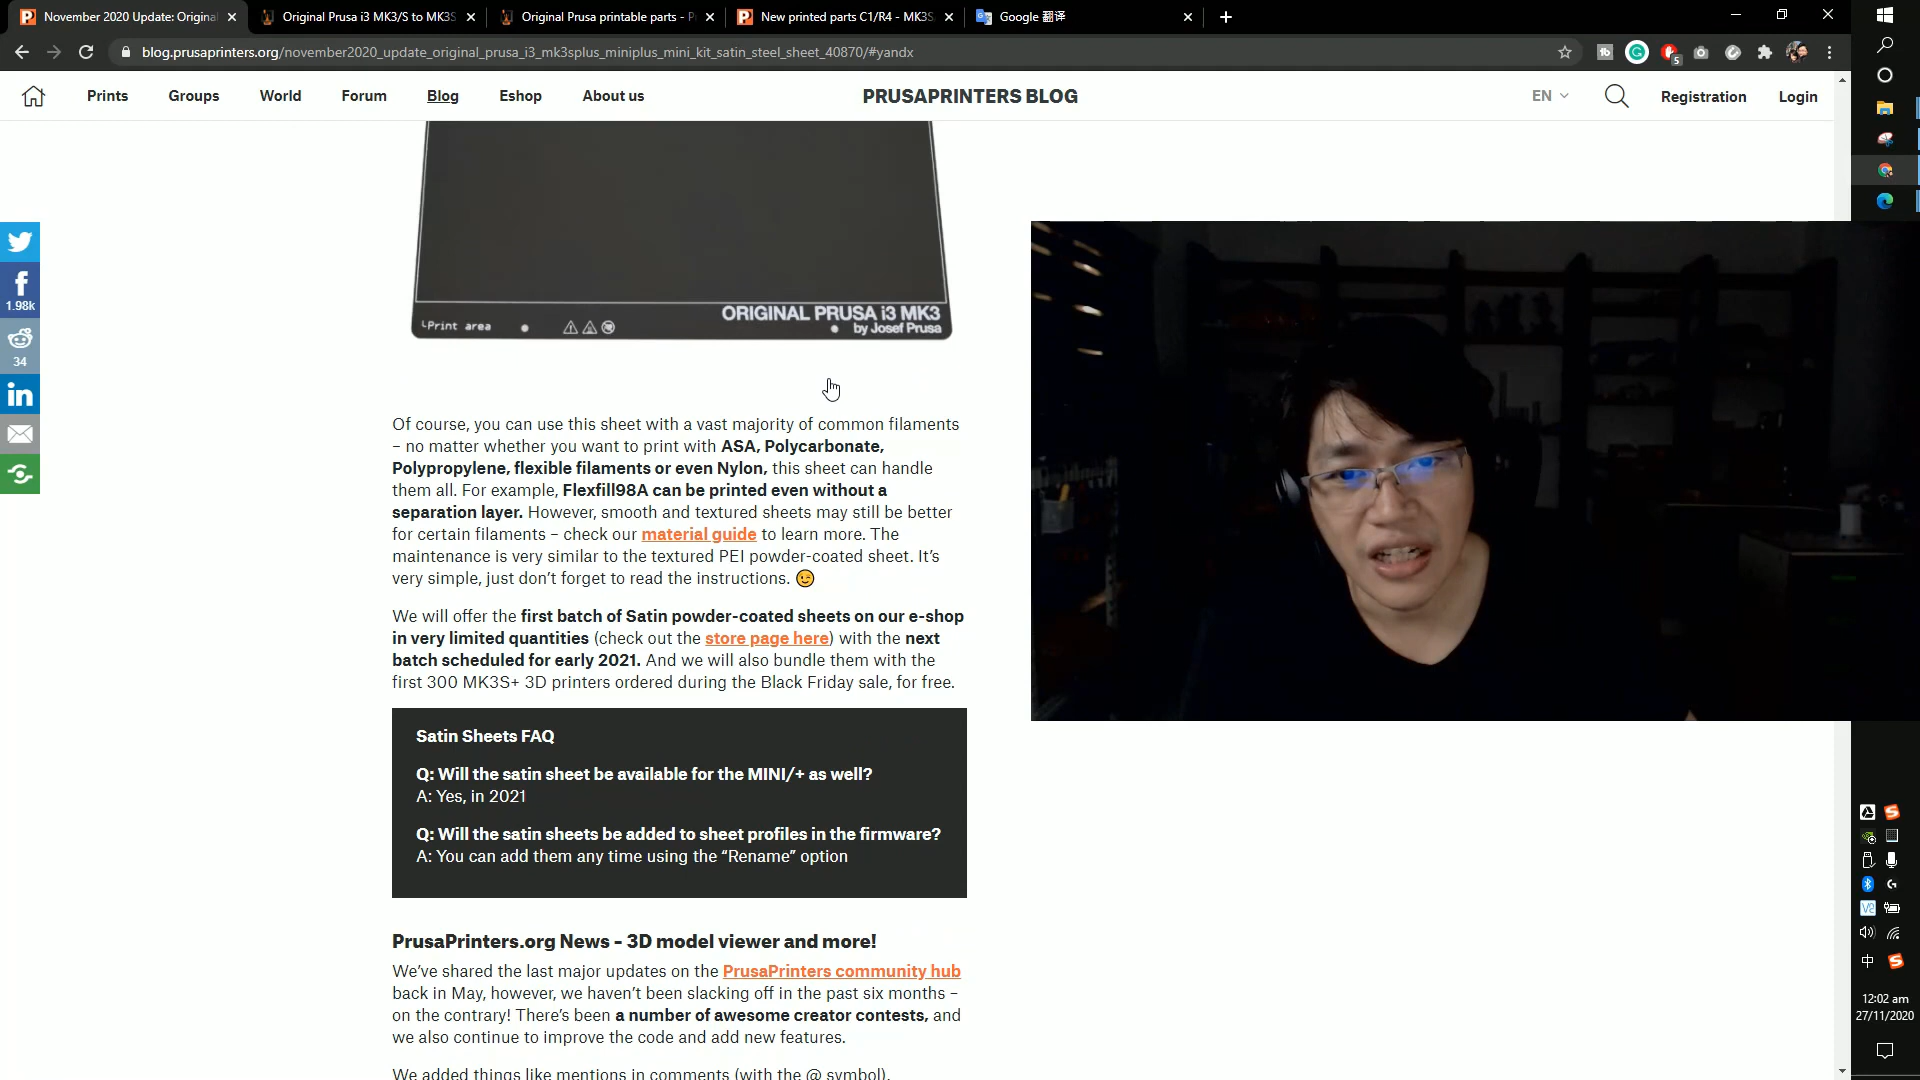 November 2020 Update: Origina
Original Prusa i3 MK3/S to MK3S
Original Prusa printable parts - P
New printed parts C1/R4 - MK3S
Google 翻译
blog.prusaprinters.org/november2020_update_original_prusa_i3_mk3splus_miniplus_mini_kit_satin_steel_sheet_40870/#yandx
5
Prints
Groups
World
Forum
Blog
Eshop
About us
PRUSAPRINTERS BLOG
EN
Registration
Login
1.98k
34
Print area
ORIGINAL PRUSA i3 MK3
by Josef Prusa
Of course, you can use this sheet with a vast majority of common filaments
– no matter whether you want to print with ASA, Polycarbonate,
Polypropylene, flexible filaments or even Nylon, this sheet can handle
them all. For example, Flexfill98A can be printed even without a
separation layer. However, smooth and textured sheets may still be better
for certain filaments – check our material guide to learn more. The
maintenance is very similar to the textured PEI powder-coated sheet. It's
very simple, just don't forget to read the instructions. 😉
We will offer the first batch of Satin powder-coated sheets on our e-shop
in very limited quantities (check out the store page here) with the next
batch scheduled for early 2021. And we will also bundle them with the
first 300 MK3S+ 3D printers ordered during the Black Friday sale, for free.
Satin Sheets FAQ
Q: Will the satin sheet be available for the MINI/+ as well?
A: Yes, in 2021
Q: Will the satin sheets be added to sheet profiles in the firmware?
A: You can add them any time using the “Rename” option
PrusaPrinters.org News – 3D model viewer and more!
We've shared the last major updates on the PrusaPrinters community hub
back in May, however, we haven't been slacking off in the past six months –
on the contrary! There's been a number of awesome creator contests, and
we also continue to improve the code and add new features.
We added things like mentions in comments (with the @ symbol),
中
12:02 am
27/11/2020